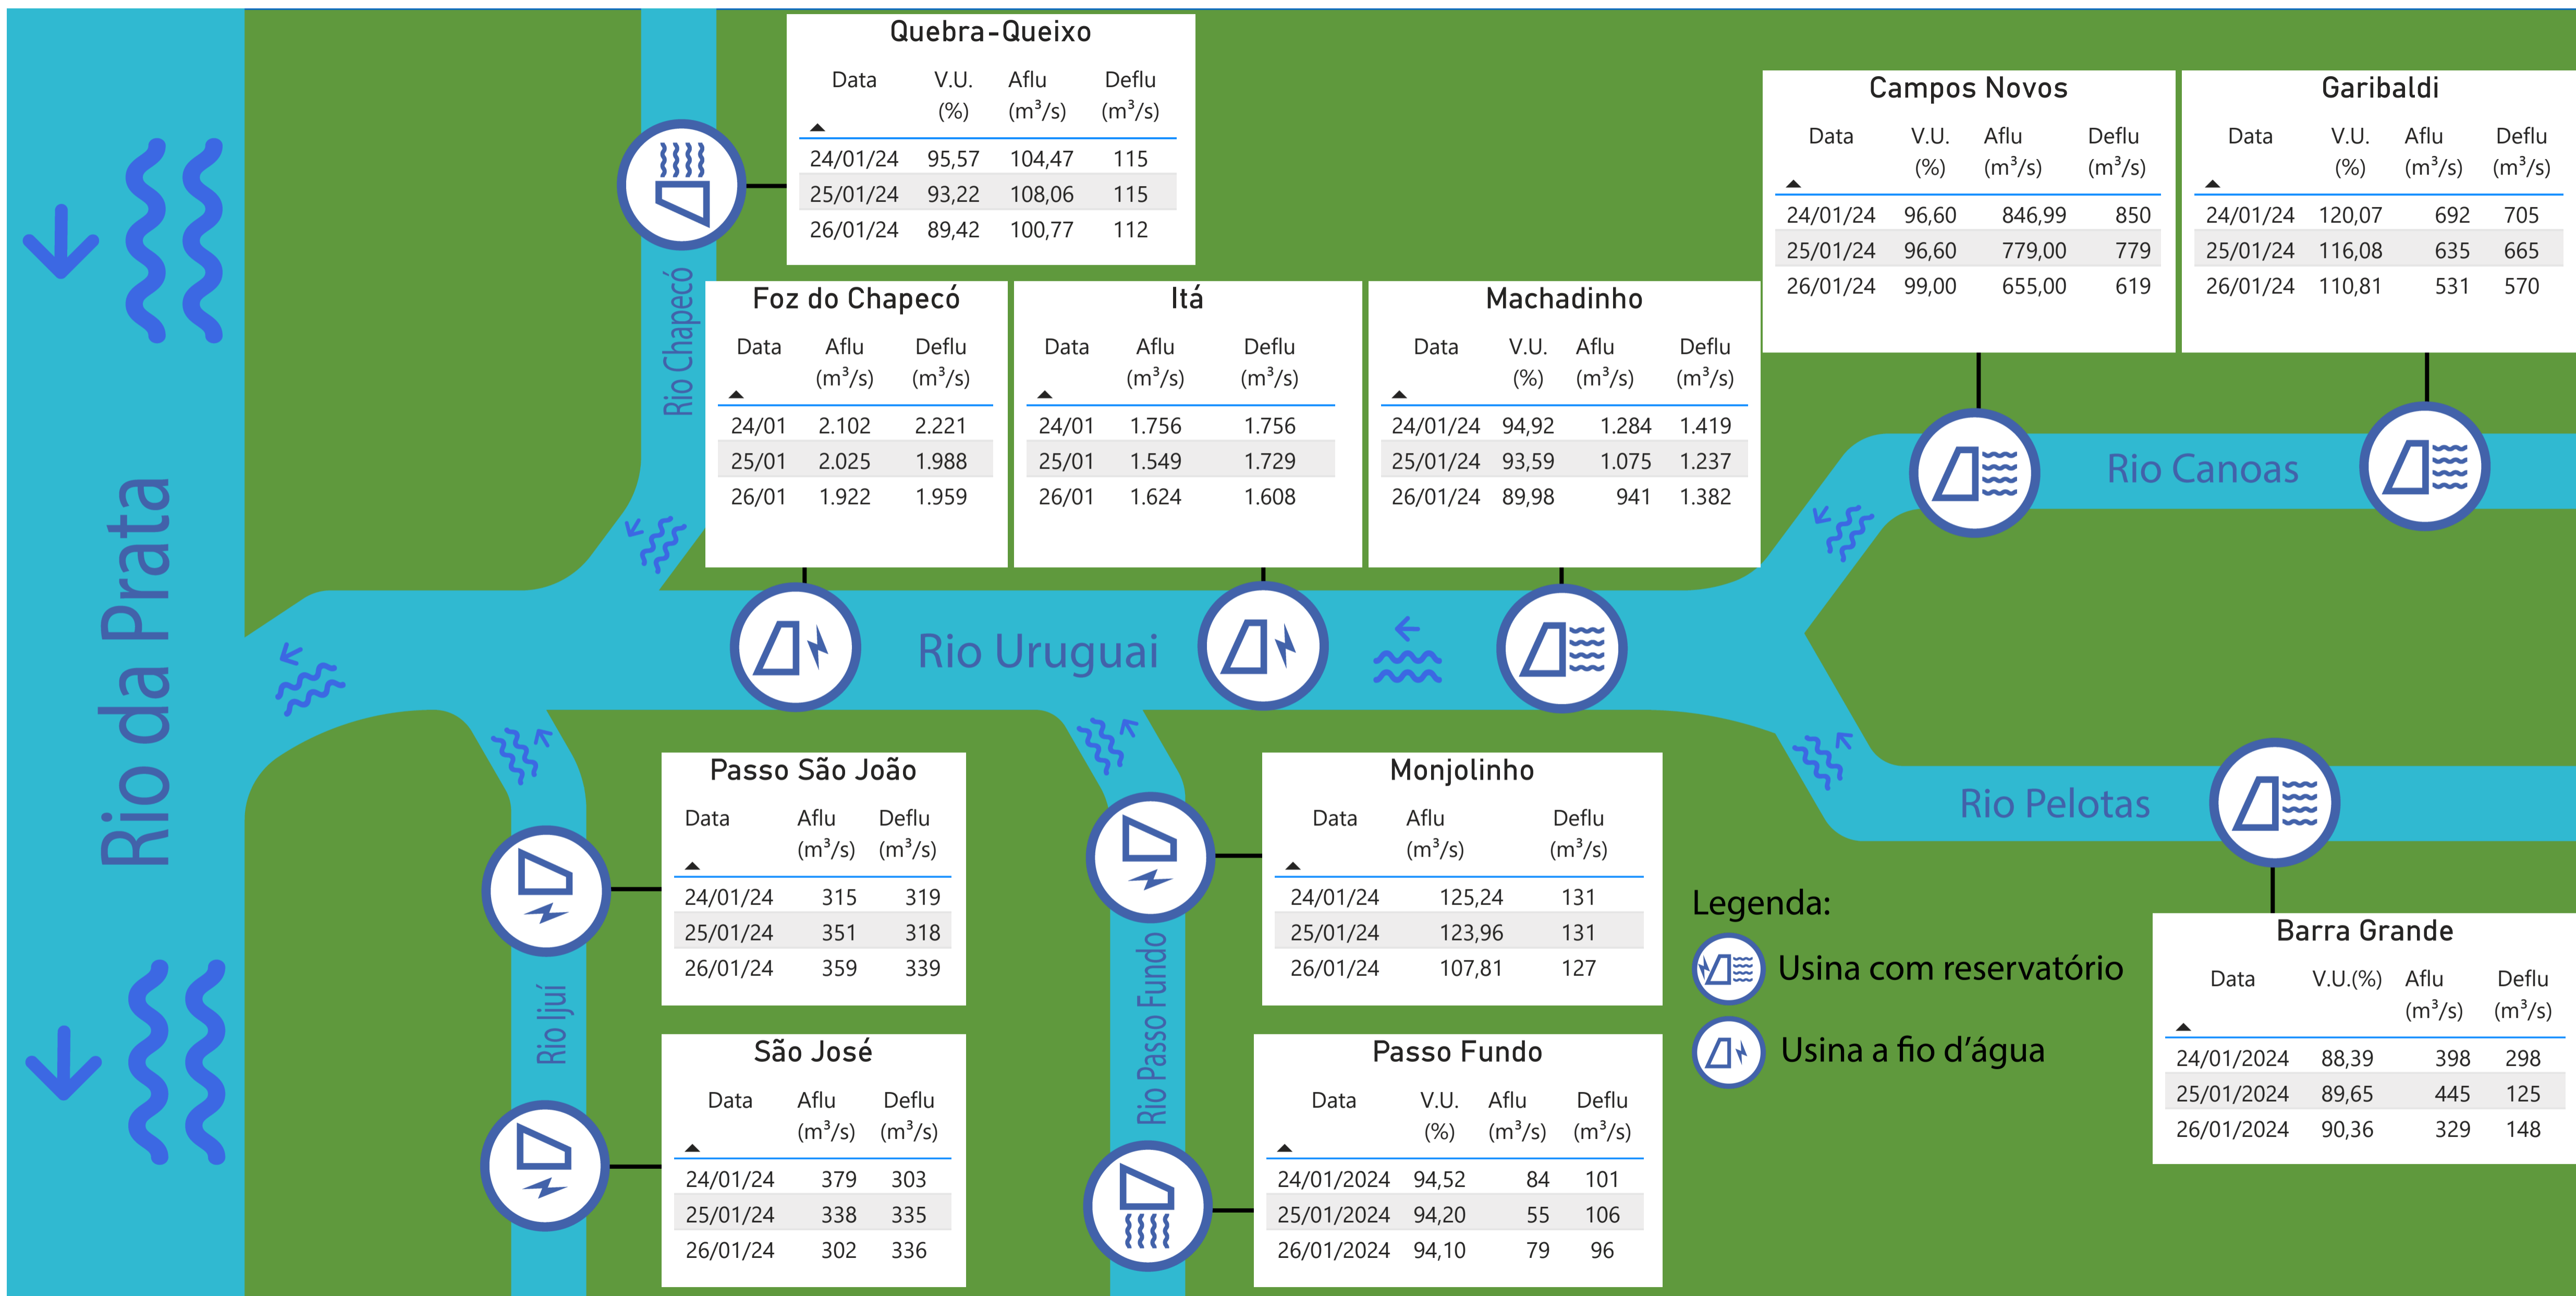 Quebra-Queixo
Data V.U. (%) Aflu (m³/s) Deflu (m³/s)
24/01/24 95,57 104,47 115
25/01/24 93,22 108,06 115
26/01/24 89,42 100,77 112
Campos Novos
Data V.U. (%) Aflu (m³/s) Deflu (m³/s)
24/01/24 96,60 846,99 850
25/01/24 96,60 779,00 779
26/01/24 99,00 655,00 619
Garibaldi
Data V.U. (%) Aflu (m³/s) Deflu (m³/s)
24/01/24 120,07 692 705
25/01/24 116,08 635 665
26/01/24 110,81 531 570
Rio Chapecó
Foz do Chapecó
Data Aflu (m³/s) Deflu (m³/s)
24/01 2.102 2.221
25/01 2.025 1.988
26/01 1.922 1.959
Itá
Data Aflu (m³/s) Deflu (m³/s)
24/01 1.756 1.756
25/01 1.549 1.729
26/01 1.624 1.608
Machadinho
Data V.U. (%) Aflu (m³/s) Deflu (m³/s)
24/01/24 94,92 1.284 1.419
25/01/24 93,59 1.075 1.237
26/01/24 89,98 941 1.382
Rio Canoas
Rio da Prata
Rio Uruguai
Rio Pelotas
Passo São João
Data Aflu (m³/s) Deflu (m³/s)
24/01/24 315 319
25/01/24 351 318
26/01/24 359 339
Monjolinho
Data Aflu (m³/s) Deflu (m³/s)
24/01/24 125,24 131
25/01/24 123,96 131
26/01/24 107,81 127
Rio Ijuí
Rio Passo Fundo
Legenda:
Usina com reservatório
Usina a fio d’água
Barra Grande
Data V.U.(%) Aflu (m³/s) Deflu (m³/s)
24/01/2024 88,39 398 298
25/01/2024 89,65 445 125
26/01/2024 90,36 329 148
São José
Data Aflu (m³/s) Deflu (m³/s)
24/01/24 379 303
25/01/24 338 335
26/01/24 302 336
Passo Fundo
Data V.U. (%) Aflu (m³/s) Deflu (m³/s)
24/01/2024 94,52 84 101
25/01/2024 94,20 55 106
26/01/2024 94,10 79 96